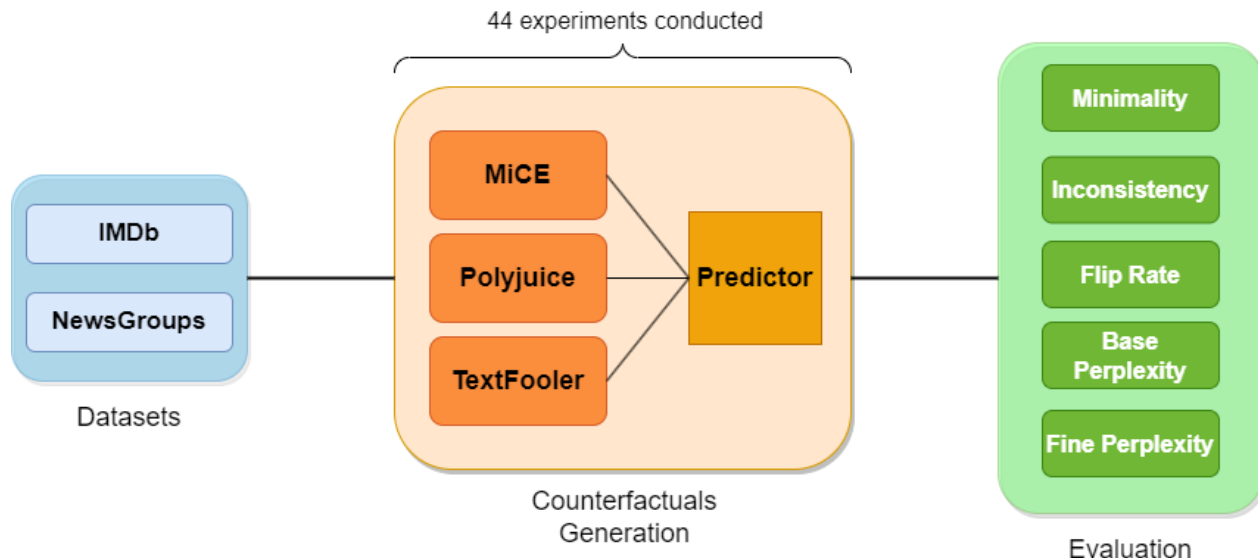 44 experiments conducted
IMDb
NewsGroups
Datasets
MiCE
Polyjuice
TextFooler
Predictor
Counterfactuals
Generation
Minimality
Inconsistency
Flip Rate
Base
Perplexity
Fine Perplexity
Evaluation